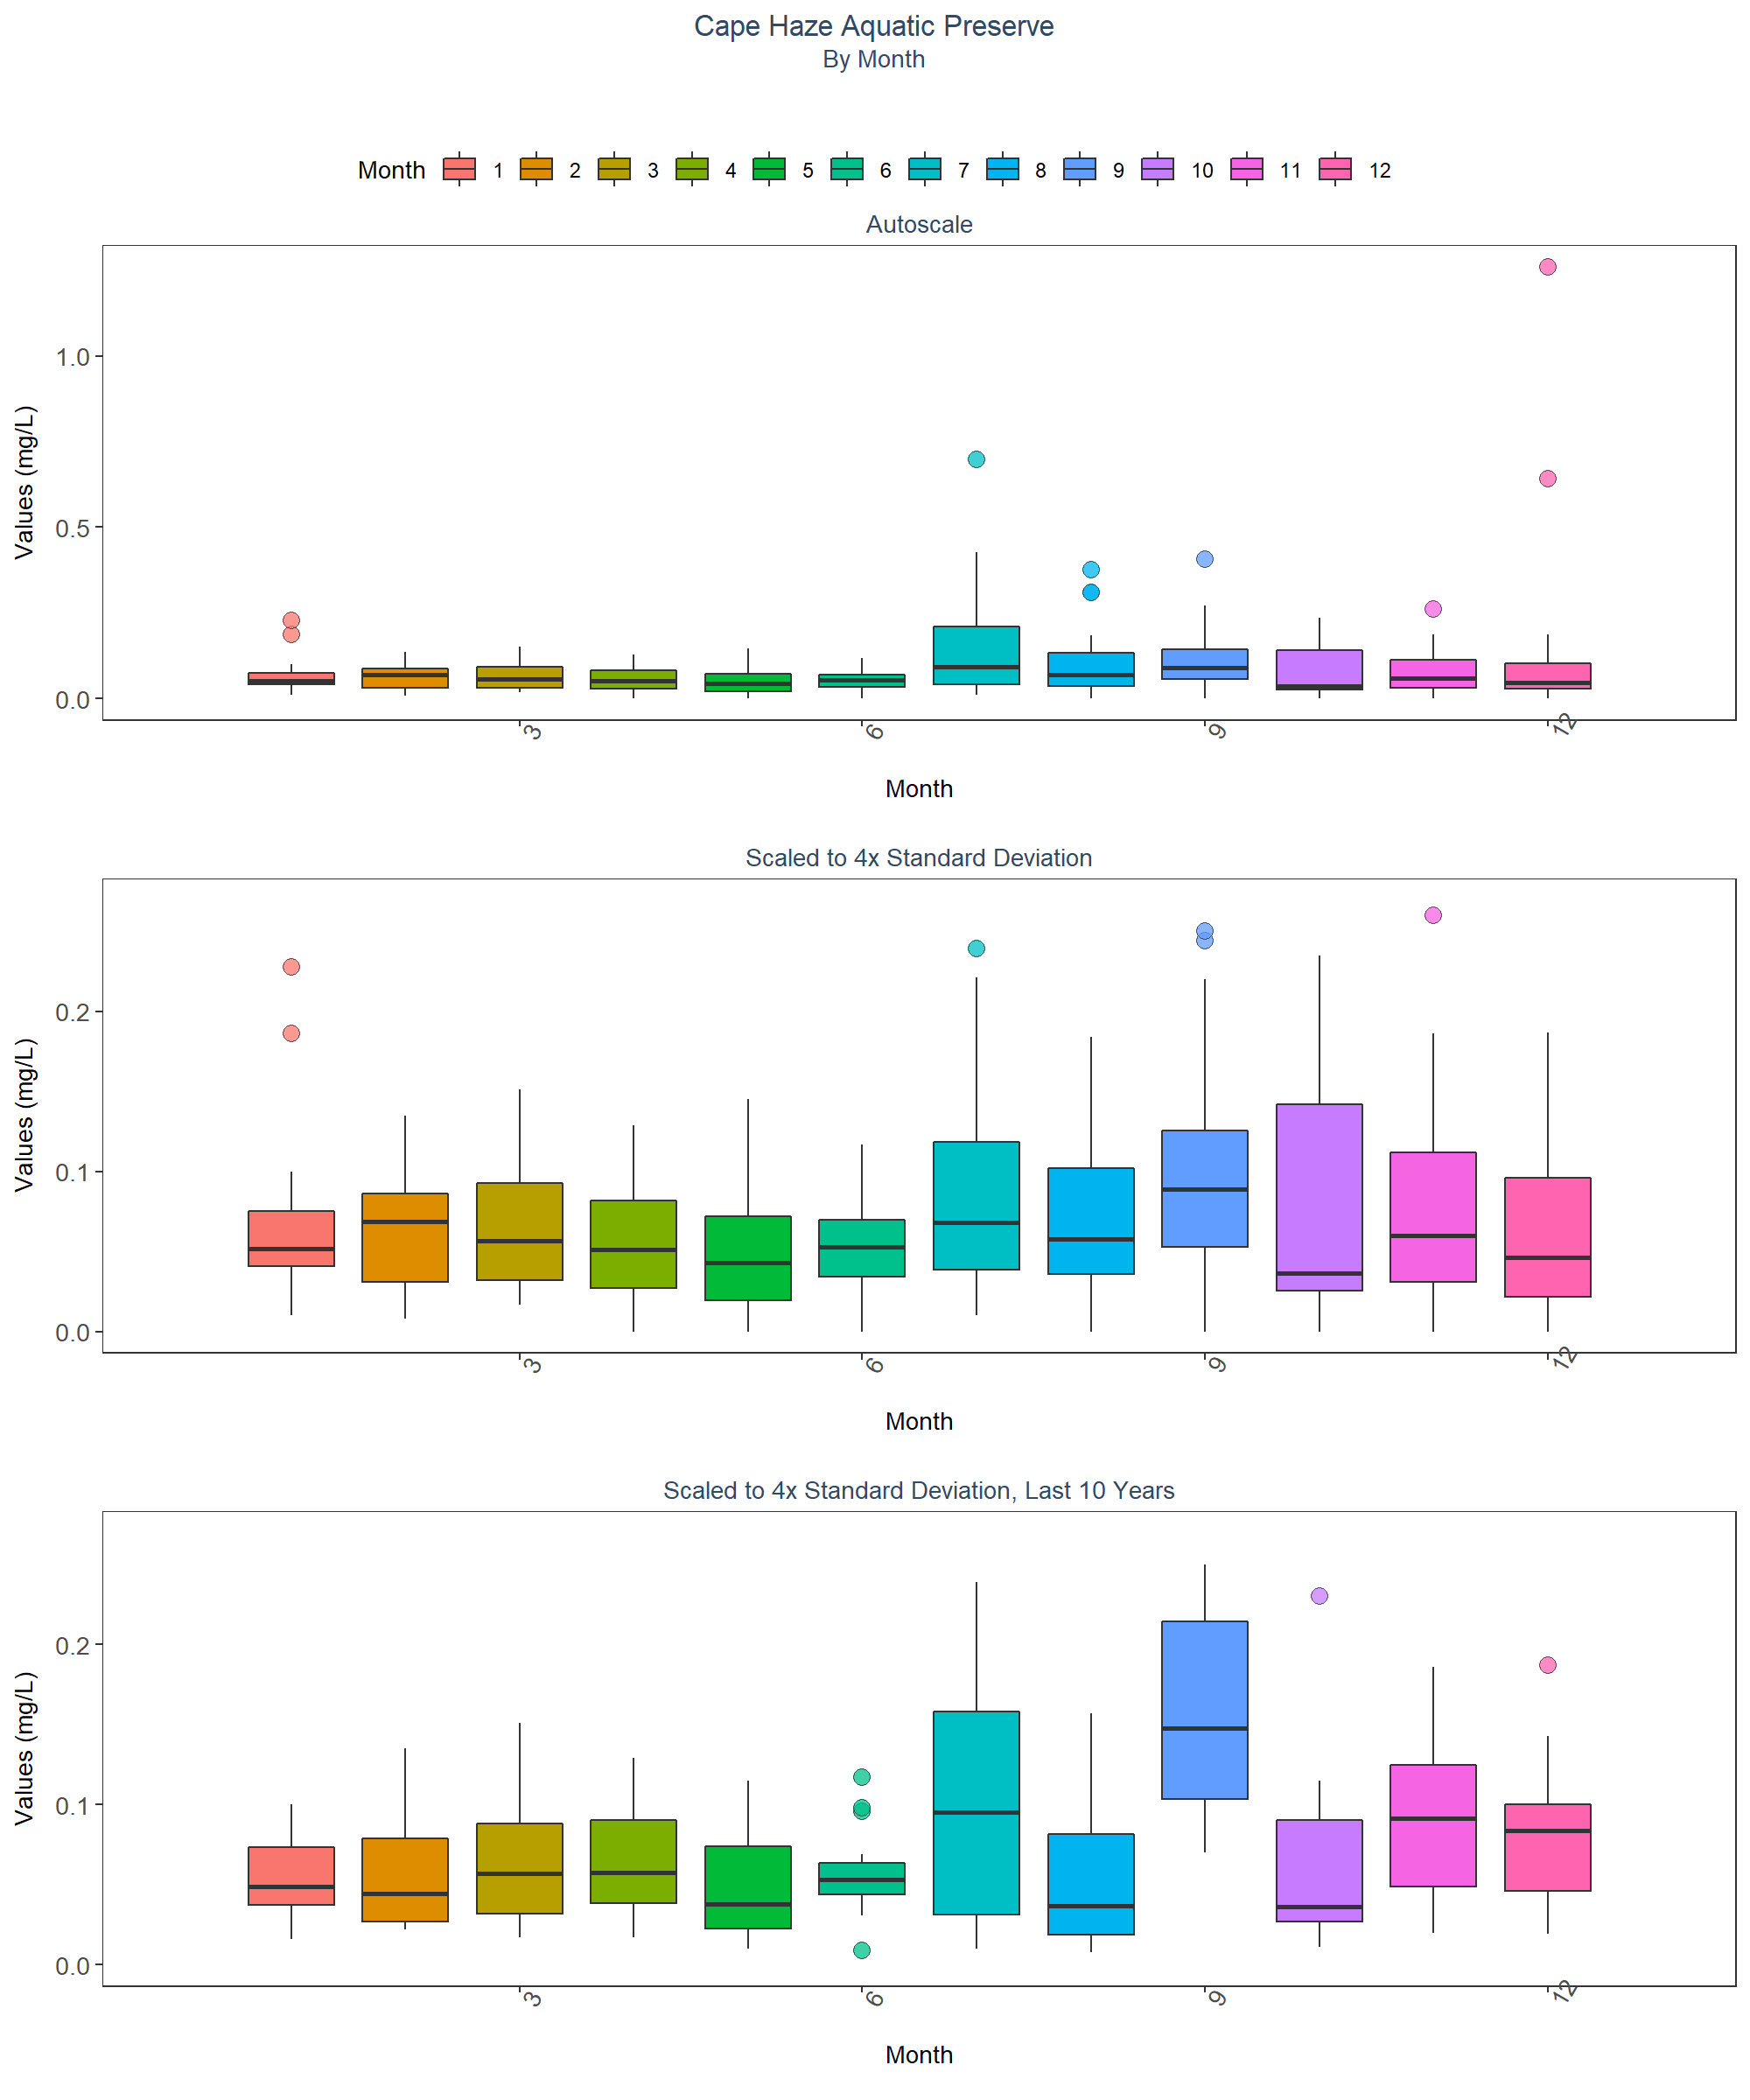 Cape Haze Aquatic Preserve
By Month
Month 1 2 3 4 5 6 7 8 9 10 11 12
Autoscale
Values (mg/L)
1.0
0.5
0.0
3 6 9 12
Month
Scaled to 4x Standard Deviation
Values (mg/L)
0.2
0.1
0.0
3 6 9 12
Month
Scaled to 4x Standard Deviation, Last 10 Years
Values (mg/L)
0.2
0.1
0.0
3 6 9 12
Month